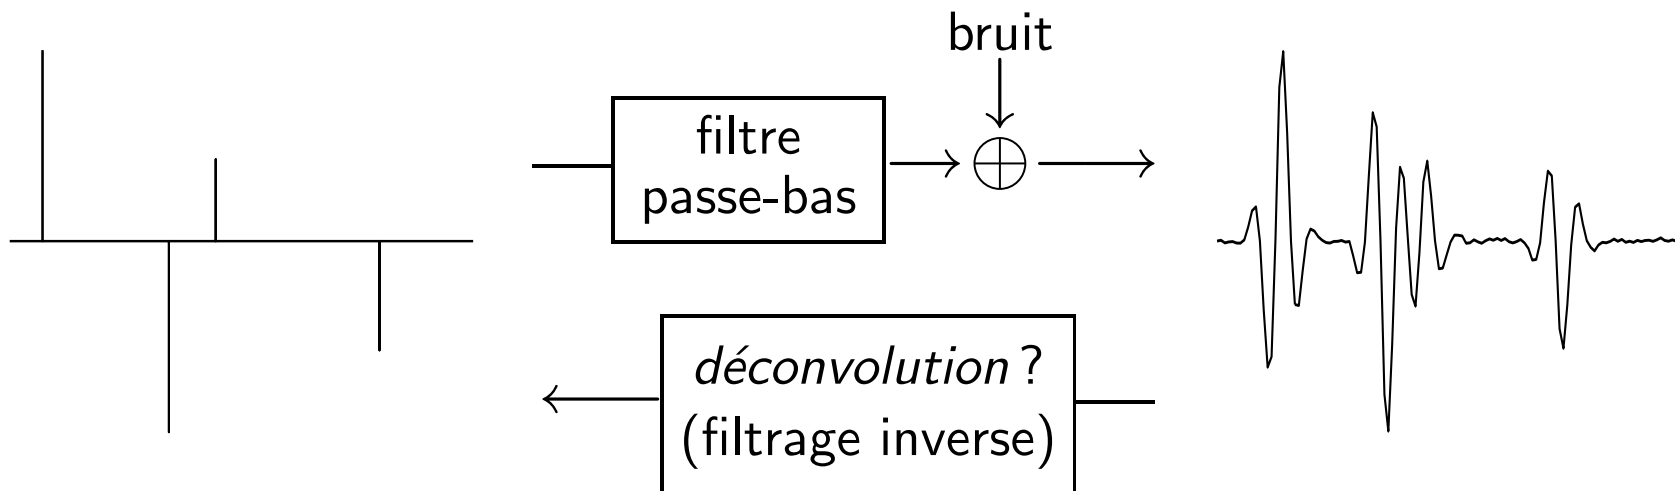 bruit
filtre
passe-bas
déconvolution ?
(filtrage inverse)